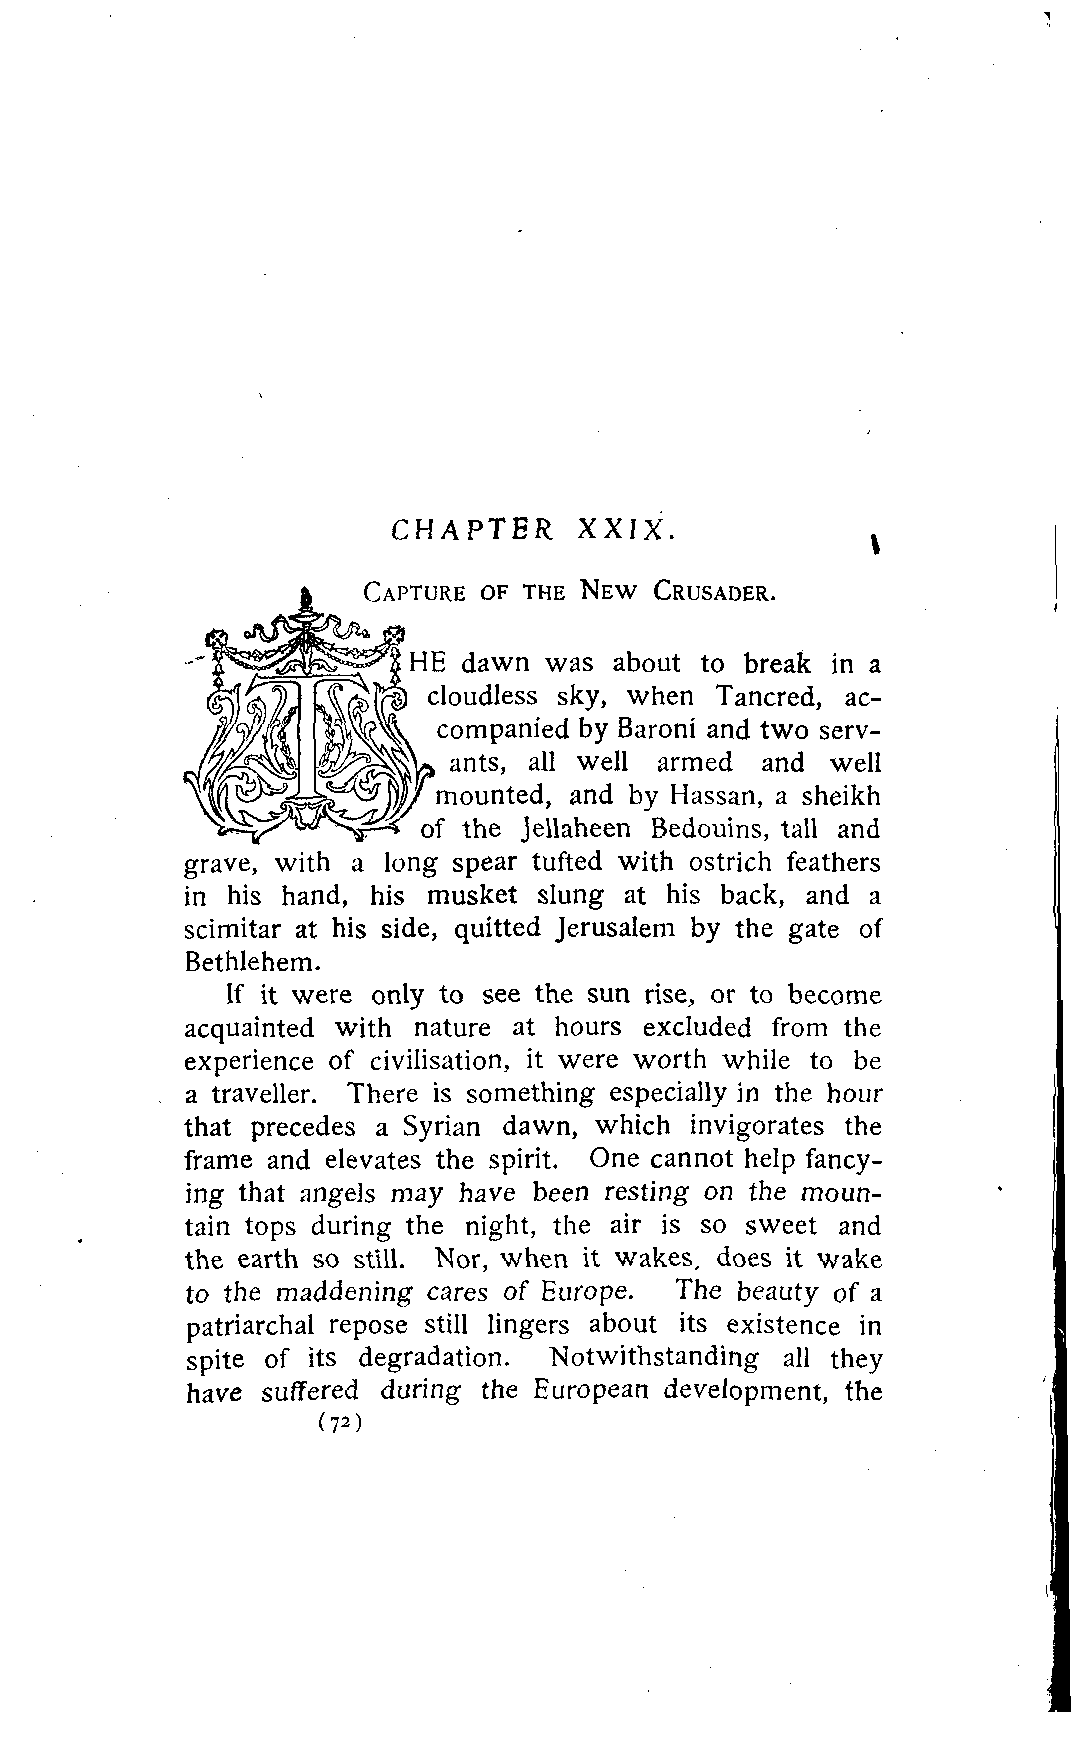 CHAPTER XXIX.
CAPTURE OF THE NEW CRUSADER.
THE dawn was about to break in a
cloudless sky, when Tancred, ac-
companied by Baroni and two serv-
ants, all well armed and well
mounted, and by Hassan, a sheikh
of the Jellaheen Bedouins, tall and
grave, with a long spear tufted with ostrich feathers
in his hand, his musket slung at his back, and a
scimitar at his side, quitted Jerusalem by the gate of
Bethlehem.
If it were only to see the sun rise, or to become
acquainted with nature at hours excluded from the
experience of civilisation, it were worth while to be
a traveller. There is something especially in the hour
that precedes a Syrian dawn, which invigorates the
frame and elevates the spirit. One cannot help fancy-
ing that angels may have been resting on the moun-
tain tops during the night, the air is so sweet and
the earth so still. Nor, when it wakes, does it wake
to the maddening cares of Europe. The beauty of a
patriarchal repose still lingers about its existence in
spite of its degradation. Notwithstanding all they
have suffered during the European development, the
(72)